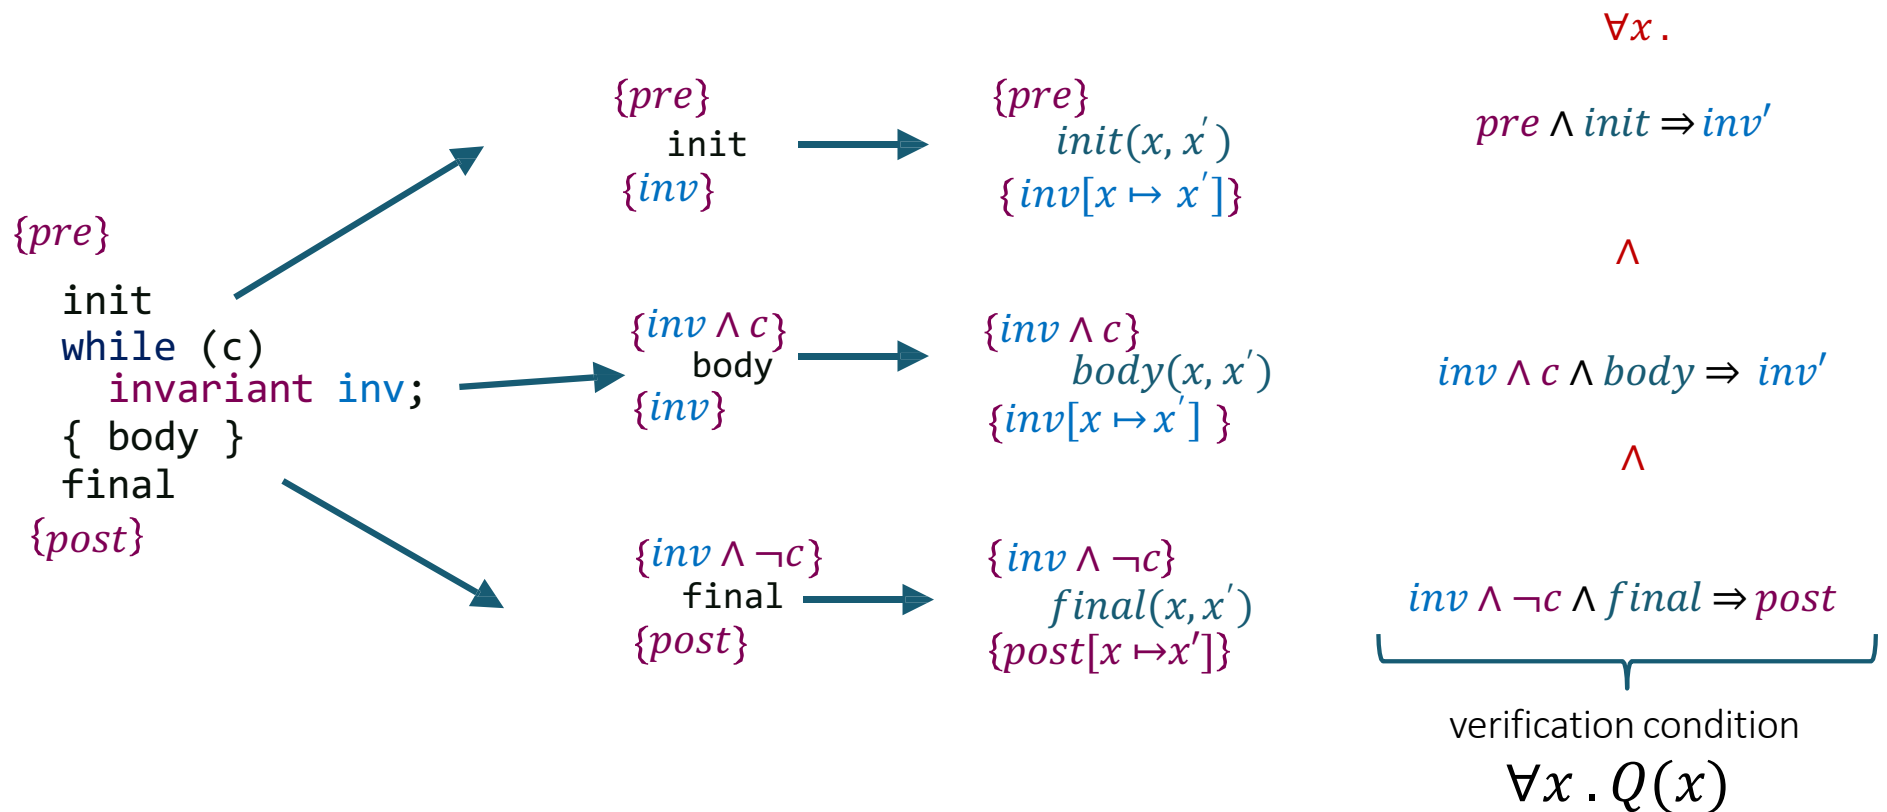 {pre}
init
while (c)
invariant inv;
{ body }
final
{post}
{pre}
init
{inv}
{inv ∧ c}
body
{inv}
{inv ∧ ¬c}
final
{post}
{pre}
init(x, x′)
{inv[x ↦ x′]}
{inv ∧ c}
body(x, x′)
{inv[x ↦ x′] }
{inv ∧ ¬c}
final(x, x′)
{post[x ↦ x′]}
∀x .
pre ∧ init ⇒ inv′
∧
inv ∧ c ∧ body ⇒ inv′
∧
inv ∧ ¬c ∧ final ⇒ post
verification condition
∀x . Q(x)